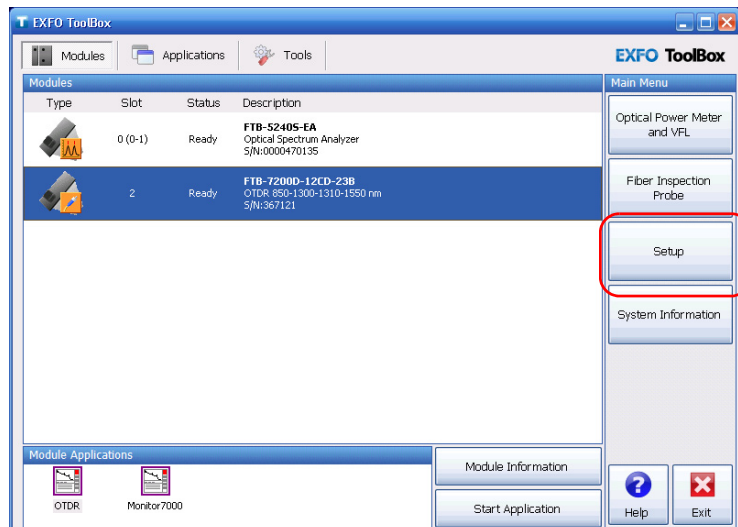 EXFO ToolBox
Modules Applications Tools EXFO ToolBox
Modules
Type Slot Status Description
0 (0-1) Ready FTB-5240S-EA
Optical Spectrum Analyzer
S/N:0000470135
2 Ready FTB-7200D-12CD-23B
OTDR 850-1300-1310-1550 nm
S/N:367121
Main Menu
Optical Power Meter
and VFL
Fiber Inspection
Probe
Setup
System Information
Module Applications
OTDR Monitor7000
Module Information
Start Application
Help Exit